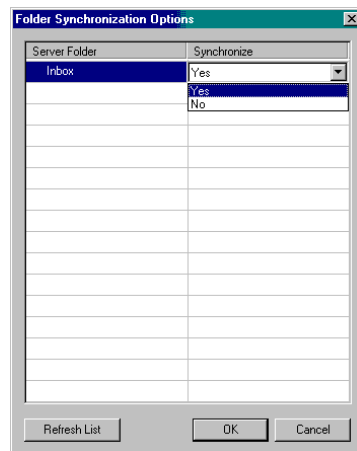 Folder Synchronization Options
Server Folder Synchronize
Inbox Yes
Yes
No
Refresh List OK Cancel